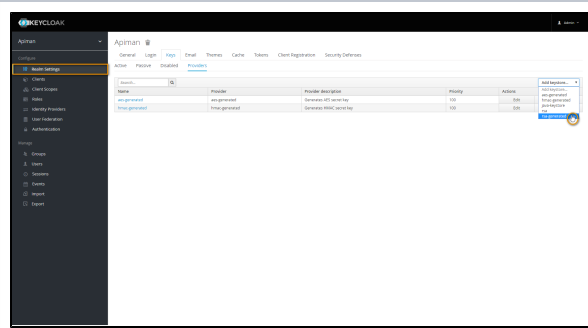 KEYCLOAK
Admin
Apiman
Apiman
General Login Keys Email Themes Cache Tokens Client Registration Security Defenses
Active Passive Disabled Providers
Configure
Realm Settings
Clients
Client Scopes
Roles
Identity Providers
User Federation
Authentication
Manage
Groups
Users
Sessions
Events
Import
Export
Search...
Add keystore...
Name Provider Provider description Priority Actions
aes-generated aes-generated Generates AES secret key 100 Edit
hmac-generated hmac-generated Generates HMAC secret key 100 Edit
Add keystore...
aes-generated
hmac-generated
java-keystore
rsa
rsa-generated